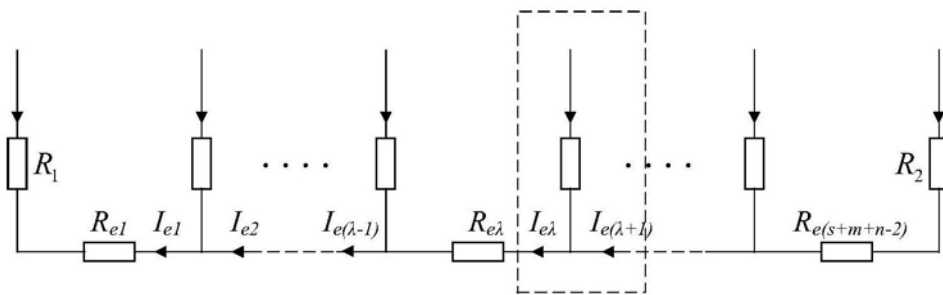 R1 R2
Re1 Ie1 Ie2 Ie(λ-1) Reλ Ieλ Ie(λ+1) Re(s+m+n-2)